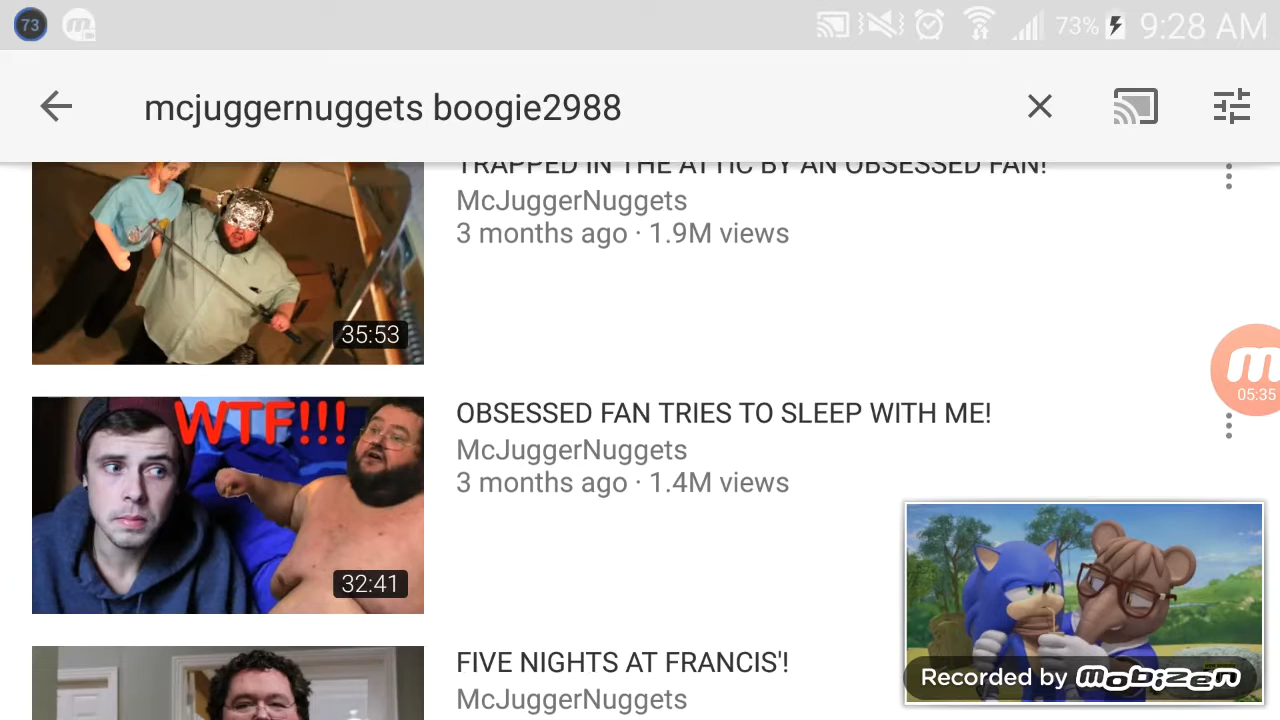 73
73% 9:28 AM
mcjuggernuggets boogie2988
TRAPPED IN THE ATTIC BY AN OBSESSED FAN!
McJuggerNuggets
3 months ago · 1.9M views
35:53
05:35
WTF!!!
OBSESSED FAN TRIES TO SLEEP WITH ME!
McJuggerNuggets
3 months ago · 1.4M views
32:41
FIVE NIGHTS AT FRANCIS'!
McJuggerNuggets
Recorded by mobizen